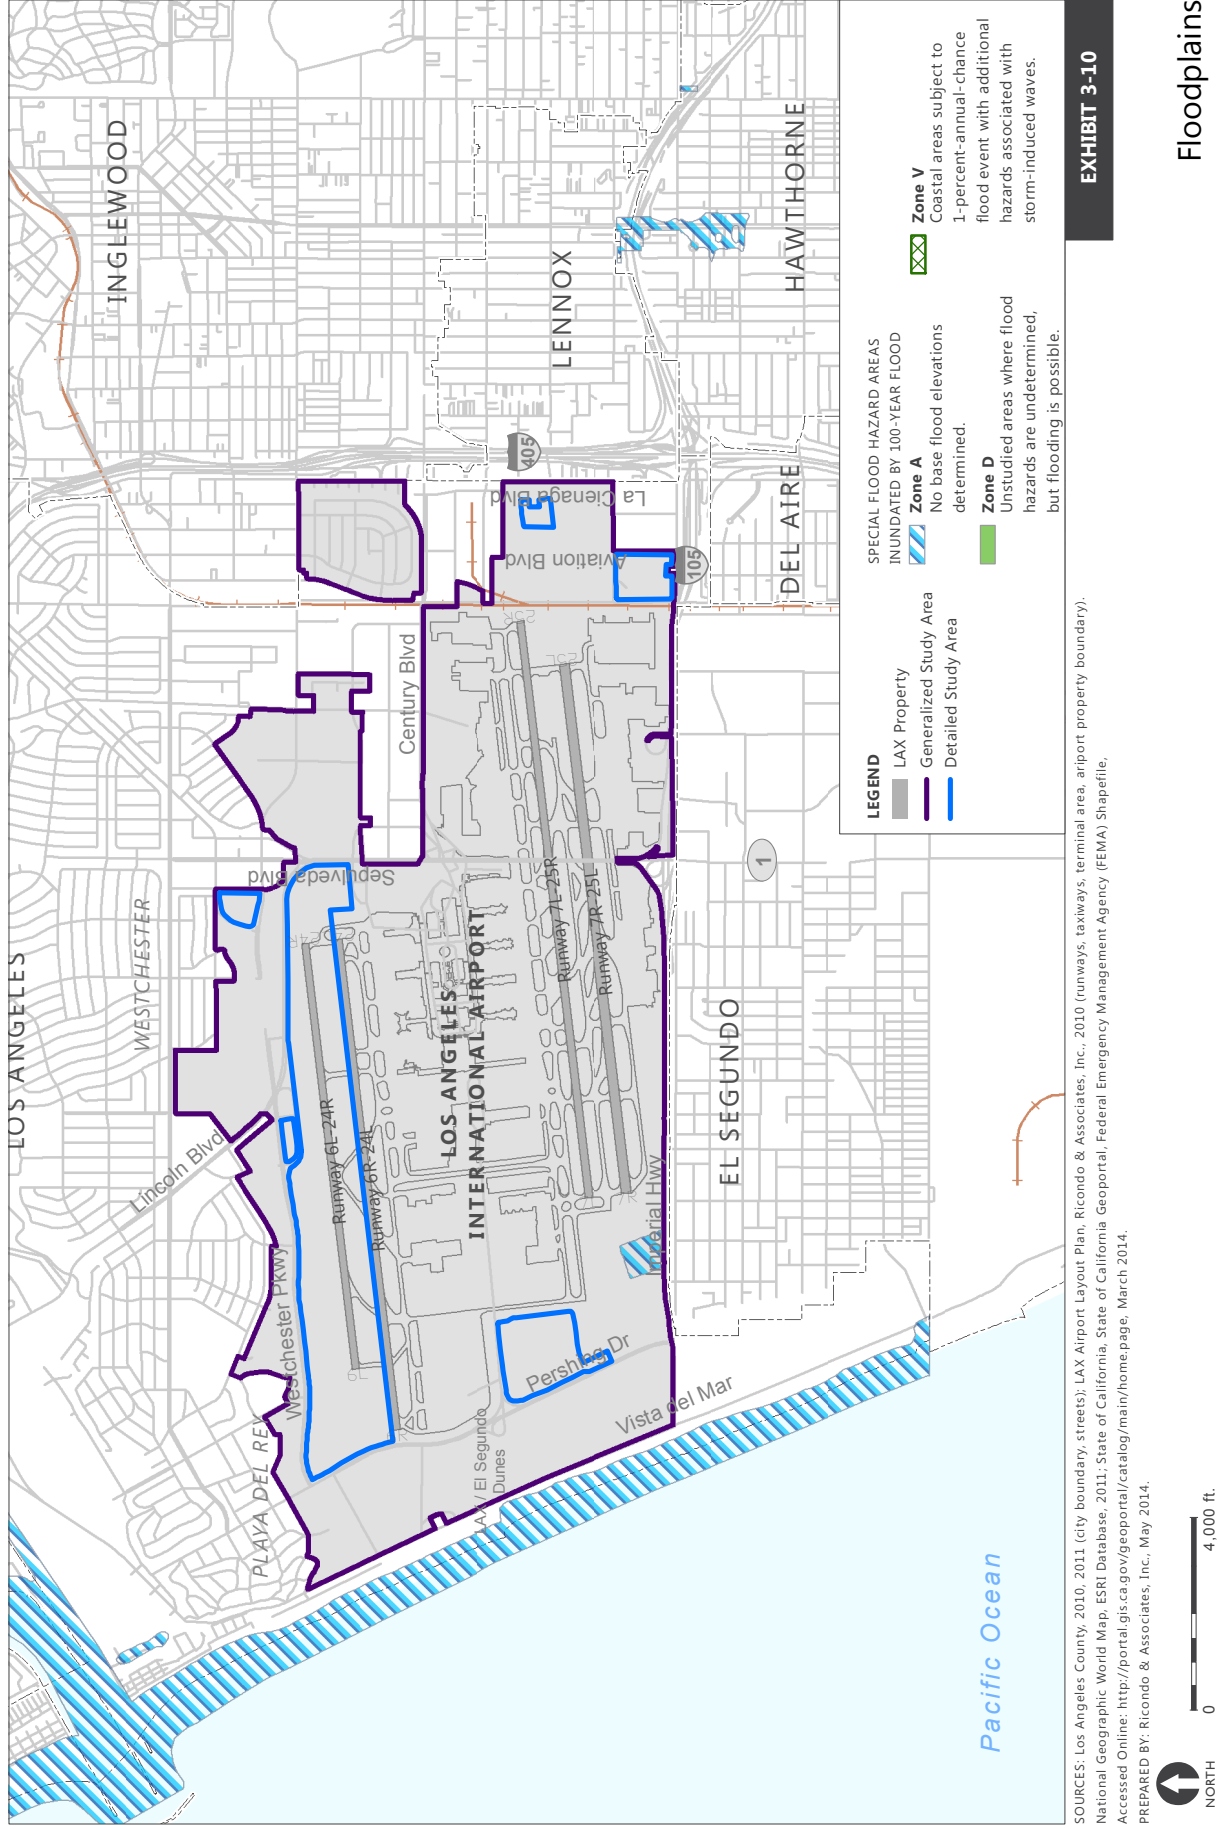 LOS ANGELES
INGLEWOOD
WESTCHESTER
Lincoln Blvd
PLAYA DEL REY
Westchester Pkwy
Sepulveda Blvd
Runway 6L-24R
Runway 6R-24L
Century Blvd
LOS ANGELES
INTERNATIONAL AIRPORT
LAX / El Segundo
Dunes
Pershing Dr
Vista del Mar
Runway 7L-25R
Runway 7R-25L
Imperial Hwy
Aviation Blvd
La Cienega Blvd
405
105
1
LENNOX
HAWTHORNE
DEL AIRE
EL SEGUNDO
Pacific Ocean
LEGEND
LAX Property
Generalized Study Area
Detailed Study Area
SPECIAL FLOOD HAZARD AREAS
INUNDATED BY 100-YEAR FLOOD
Zone A
No base flood elevations
determined.
Zone D
Unstudied areas where flood
hazards are undetermined,
but flooding is possible.
Zone V
Coastal areas subject to
1-percent-annual-chance
flood event with additional
hazards associated with
storm-induced waves.
SOURCES: Los Angeles County, 2010, 2011 (city boundary, streets); LAX Airport Layout Plan, Ricondo & Associates, Inc., 2010 (runways, taxiways, terminal area, ariport property boundary).
National Geographic World Map, ESRI Database, 2011; State of California, State of California Geoportal, Federal Emergency Management Agency (FEMA) Shapefile,
Accessed Online: http://portal.gis.ca.gov/geoportal/catalog/main/home.page, March 2014.
PREPARED BY: Ricondo & Associates, Inc., May 2014.
EXHIBIT 3-10
Floodplains
NORTH
0
4,000 ft.